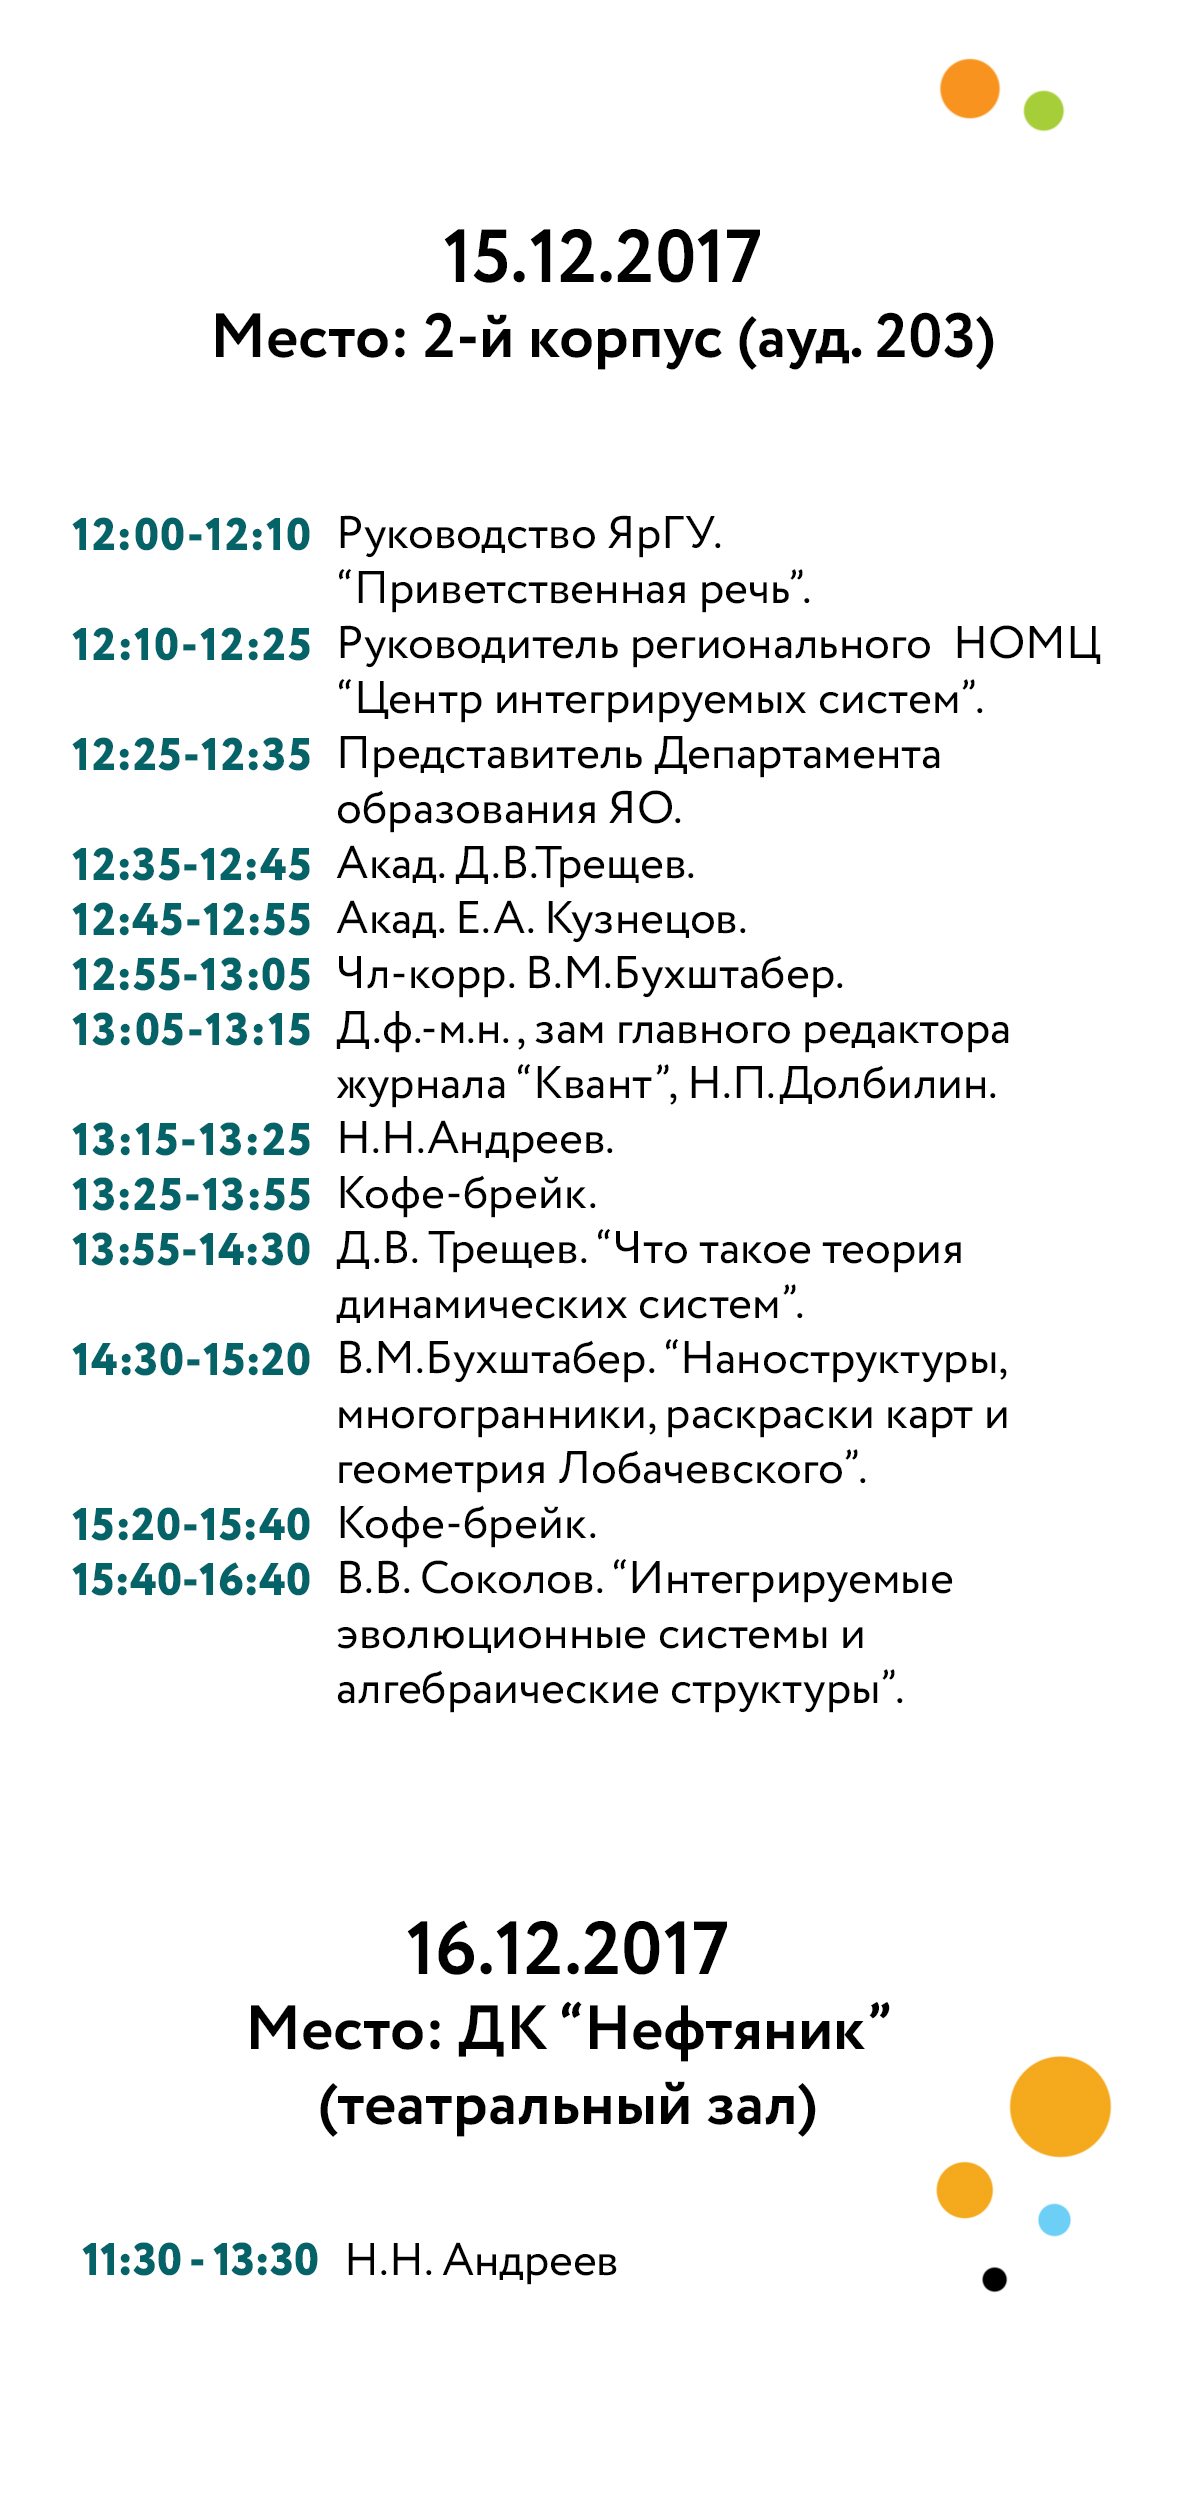 15.12.2017
Место: 2-й корпус (ауд. 203)
12:00-12:10 Руководство ЯрГУ.
“Приветственная речь”.
12:10-12:25 Руководитель регионального НОМЦ
“Центр интегрируемых систем”.
12:25-12:35 Представитель Департамента
образования ЯО.
12:35-12:45 Акад. Д.В.Трещев.
12:45-12:55 Акад. Е.А. Кузнецов.
12:55-13:05 Чл-корр. В.М.Бухштабер.
13:05-13:15 Д.ф.-м.н. , зам главного редактора
журнала “Квант”, Н.П.Долбилин.
13:15-13:25 Н.Н.Андреев.
13:25-13:55 Кофе-брейк.
13:55-14:30 Д.В. Трещев. “Что такое теория
динамических систем”.
14:30-15:20 В.М.Бухштабер. “Наноструктуры,
многогранники, раскраски карт и
геометрия Лобачевского”.
15:20-15:40 Кофе-брейк.
15:40-16:40 В.В. Соколов. “Интегрируемые
эволюционные системы и
алгебраические структуры”.
16.12.2017
Место: ДК “Нефтяник”
(театральный зал)
11:30 - 13:30 Н.Н. Андреев